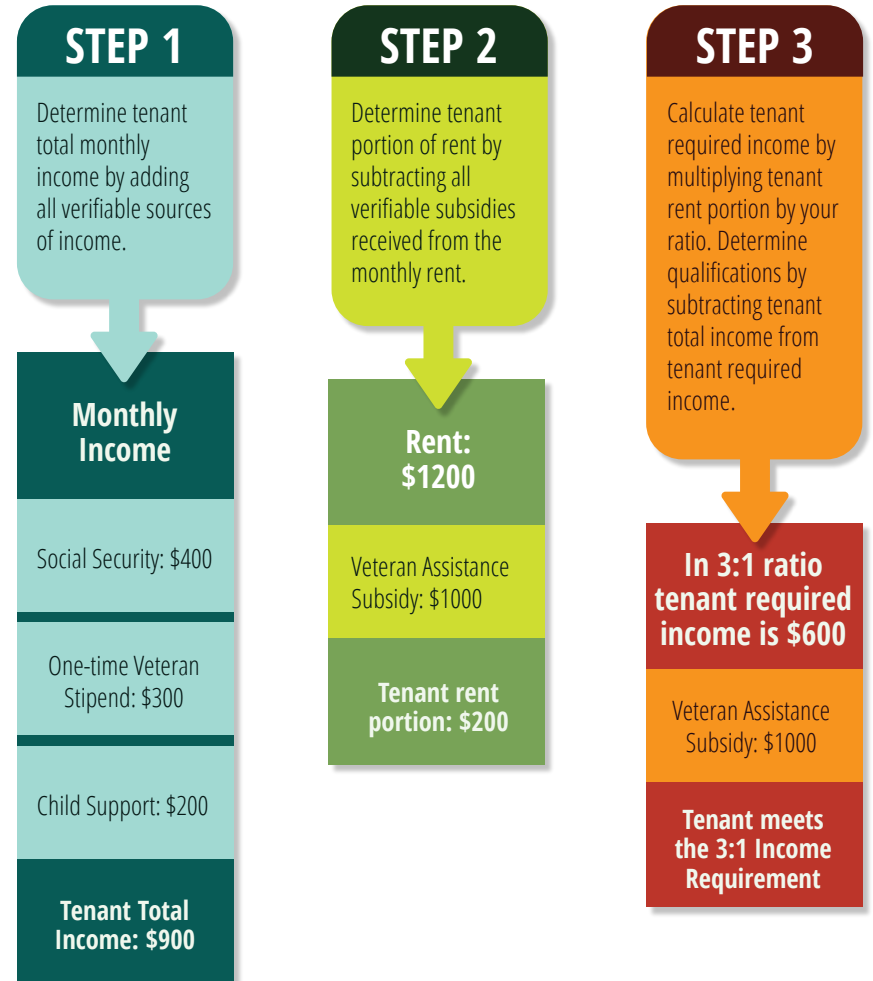 STEP 1
Determine tenant
total monthly
income by adding
all verifiable sources
of income.
Monthly
Income
Social Security: $400
One-time Veteran
Stipend: $300
Child Support: $200
Tenant Total
Income: $900
STEP 2
Determine tenant
portion of rent by
subtracting all
verifiable subsidies
received from the
monthly rent.
Rent:
$1200
Veteran Assistance
Subsidy: $1000
Tenant rent
portion: $200
STEP 3
Calculate tenant
required income by
multiplying tenant
rent portion by your
ratio. Determine
qualifications by
subtracting tenant
total income from
tenant required
income.
In 3:1 ratio
tenant required
income is $600
Veteran Assistance
Subsidy: $1000
Tenant meets
the 3:1 Income
Requirement